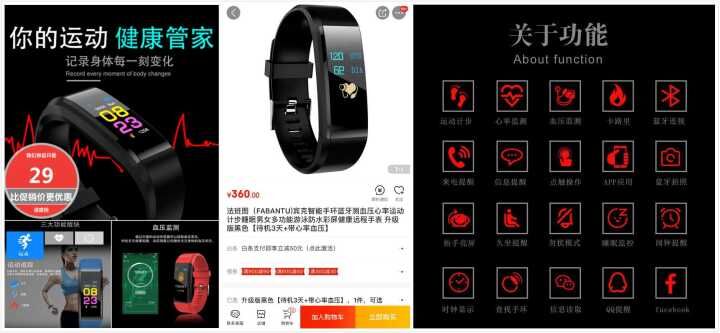 你的运动 健康管家
记录身体每一刻变化
Record every moment of body changes
08
23
29
比促销价更优惠
三大功能模块
运动追踪
08
23
血压监测
120
80
¥360.00
法班图(FABANTU)宾克智能手环蓝牙测血压心率运动
计步睡眠男女多功能游泳防水彩屏健康远程手表 升级
版黑色【待机3天+带心率血压】
白条支付即享立减50元(点此激活)
已选 升级版黑色【待机3天+带心率血压】,1件,可选
店铺
购物车
加入购物车
立即购买
关于功能
About function
运动计步 心率监测 血压监测 卡路里 蓝牙连接
来电提醒 信息提醒 点触操作 APP应用 蓝牙拍照
抬手亮屏 久坐提醒 勿扰模式 睡眠监控 闹钟提醒
时钟显示 查找手环 信息读取 QQ提醒 Facebook